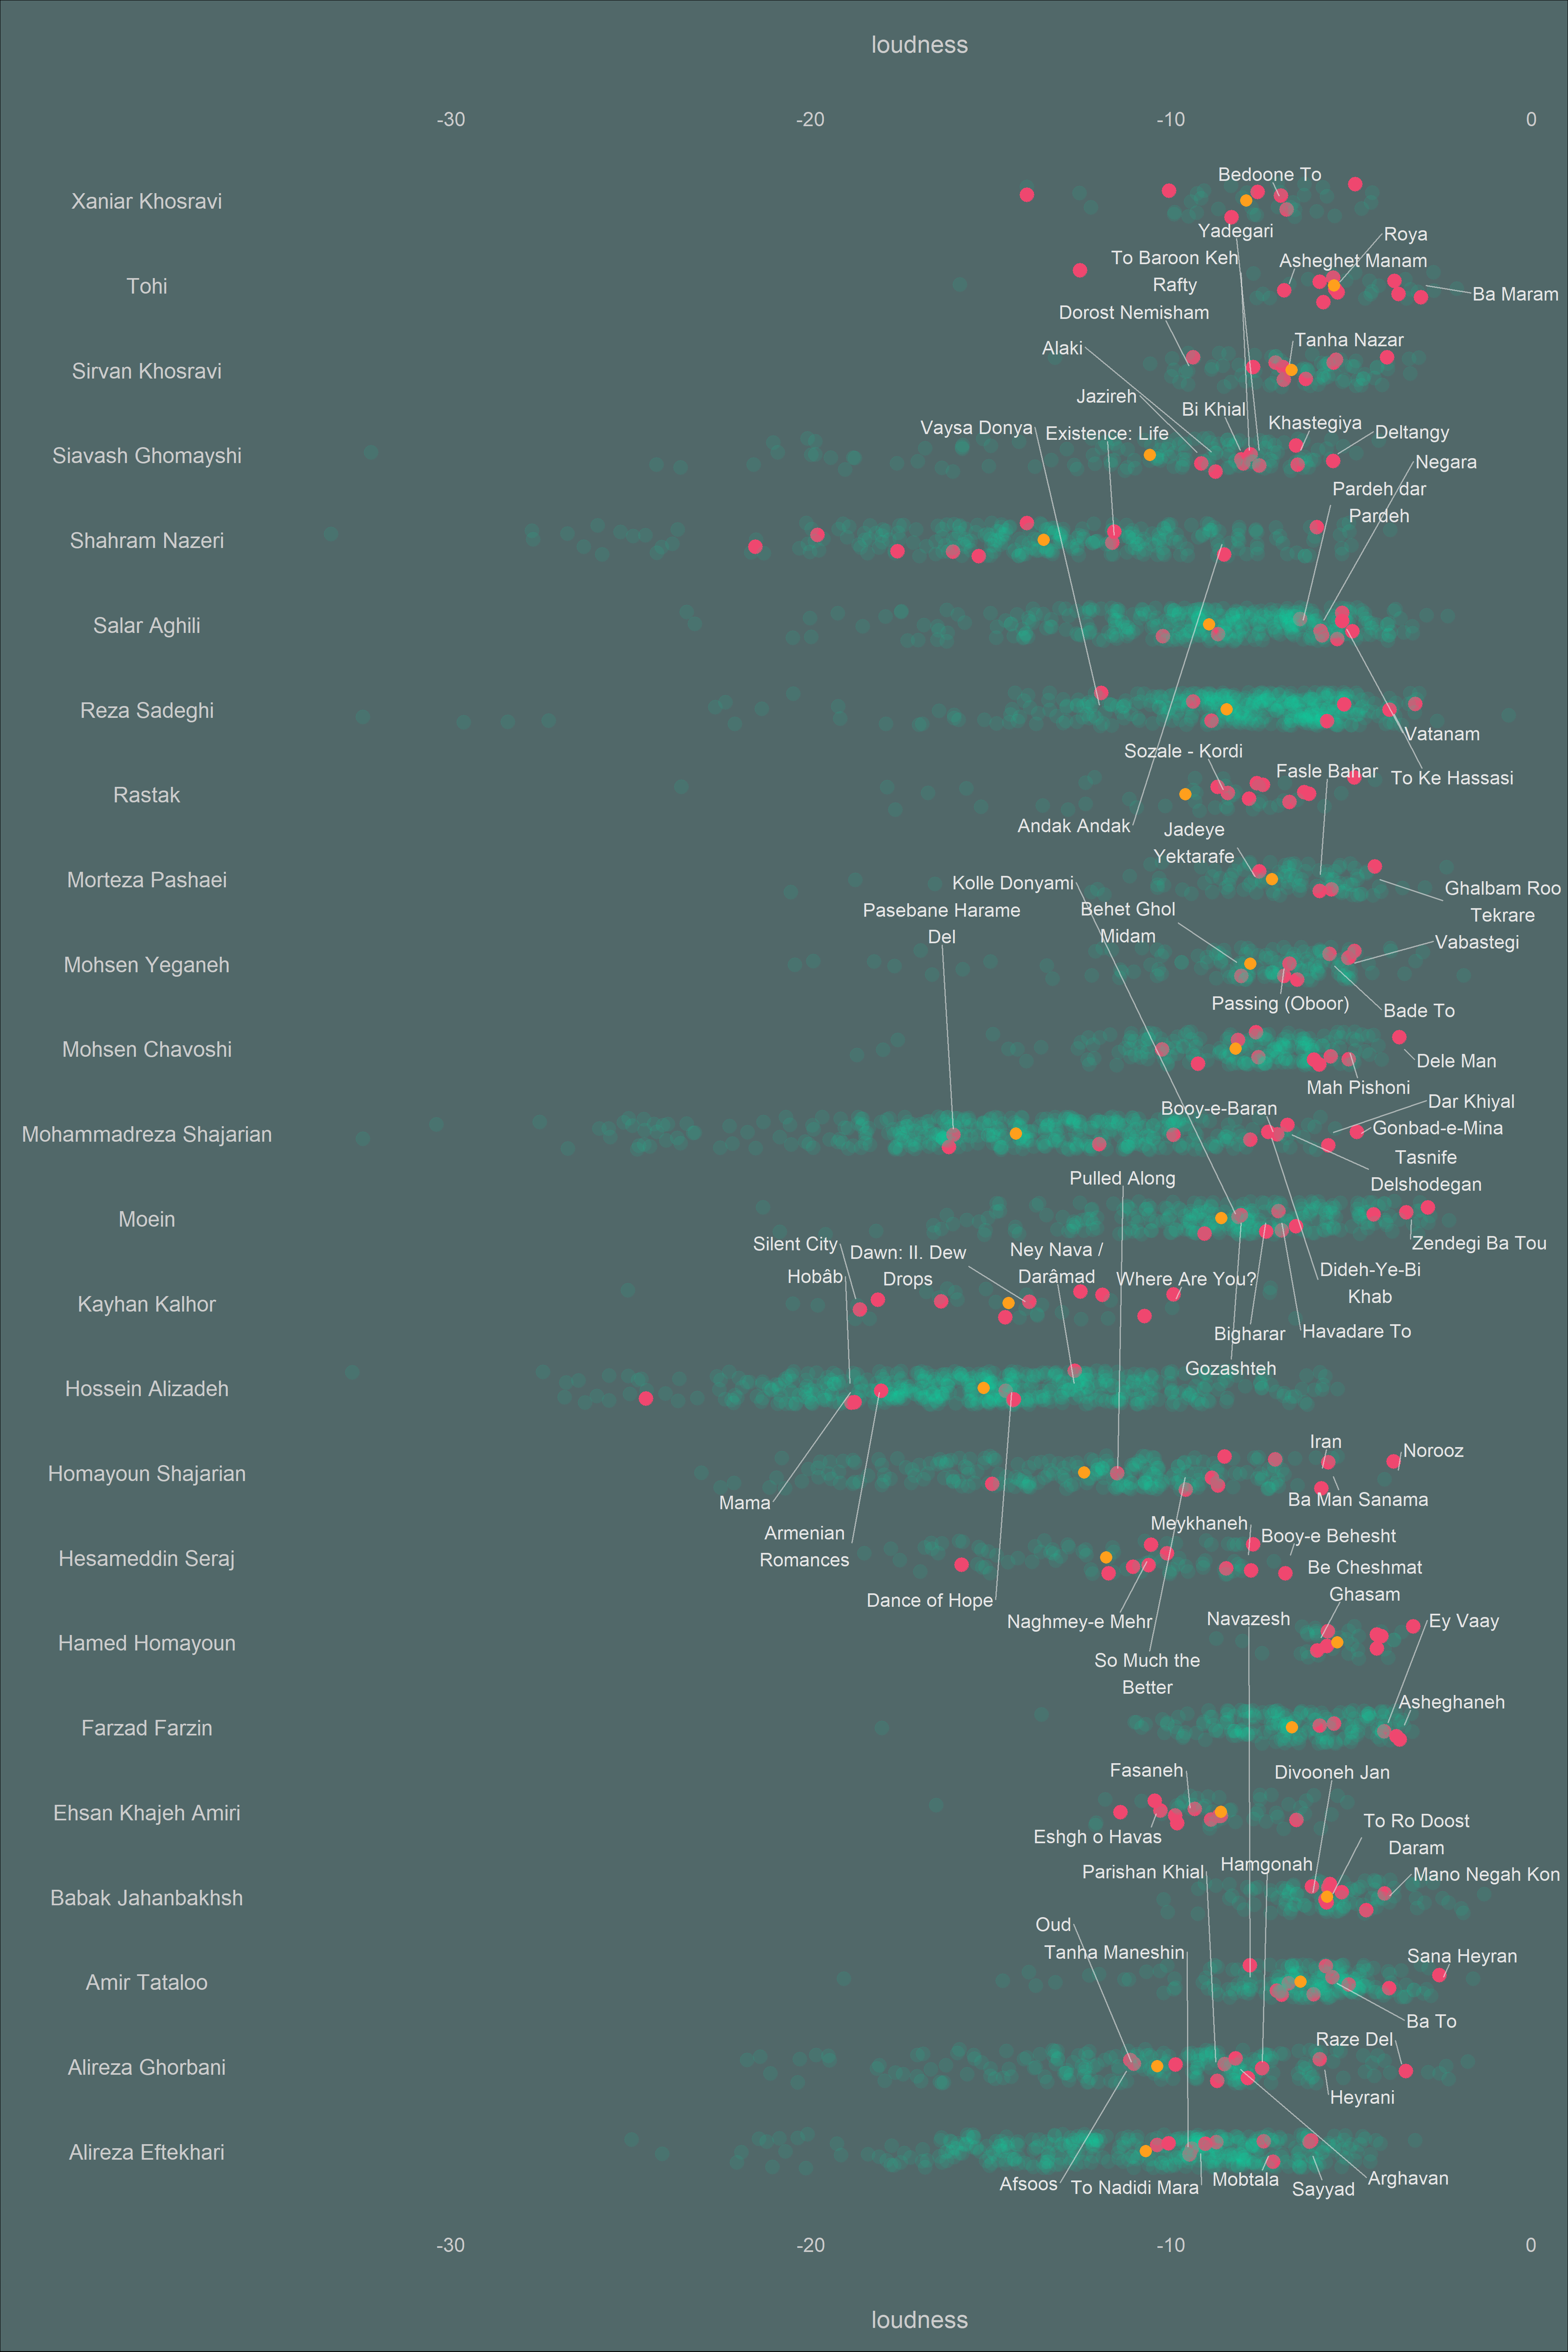 loudness
-30 -20 -10 0
Xaniar Khosravi
Bedoone To
Yadegari
Roya
To Baroon Keh
Rafty
Asheghet Manam
Tohi
Ba Maram
Dorost Nemisham
Tanha Nazar
Alaki
Sirvan Khosravi
Jazireh
Bi Khial
Khastegiya
Vaysa Donya
Existence: Life
Deltangy
Siavash Ghomayshi
Negara
Pardeh dar
Pardeh
Shahram Nazeri
Salar Aghili
Reza Sadeghi
Vatanam
Sozale - Kordi
Fasle Bahar
To Ke Hassasi
Rastak
Andak Andak
Jadeye
Yektarafe
Morteza Pashaei
Kolle Donyami
Ghalbam Roo
Tekrare
Pasebane Harame
Del
Behet Ghol
Midam
Vabastegi
Mohsen Yeganeh
Passing (Oboor)
Bade To
Mohsen Chavoshi
Dele Man
Mah Pishoni
Booy-e-Baran
Dar Khiyal
Gonbad-e-Mina
Mohammadreza Shajarian
Tasnife
Delshodegan
Pulled Along
Moein
Zendegi Ba Tou
Silent City
Dawn: II. Dew
Drops
Ney Nava /
Darâmad
Hobâb
Where Are You?
Dideh-Ye-Bi
Khab
Kayhan Kalhor
Bigharar
Havadare To
Gozashteh
Hossein Alizadeh
Iran
Norooz
Homayoun Shajarian
Mama
Ba Man Sanama
Armenian
Romances
Meykhaneh
Booy-e Behesht
Hesameddin Seraj
Be Cheshmat
Ghasam
Dance of Hope
Naghmey-e Mehr
Navazesh
Ey Vaay
Hamed Homayoun
So Much the
Better
Asheghaneh
Farzad Farzin
Fasaneh
Divooneh Jan
Ehsan Khajeh Amiri
Eshgh o Havas
To Ro Doost
Daram
Parishan Khial
Hamgonah
Mano Negah Kon
Babak Jahanbakhsh
Oud
Tanha Maneshin
Sana Heyran
Amir Tataloo
Ba To
Raze Del
Alireza Ghorbani
Heyrani
Alireza Eftekhari
Afsoos
To Nadidi Mara
Mobtala
Sayyad
Arghavan
-30 -20 -10 0
loudness